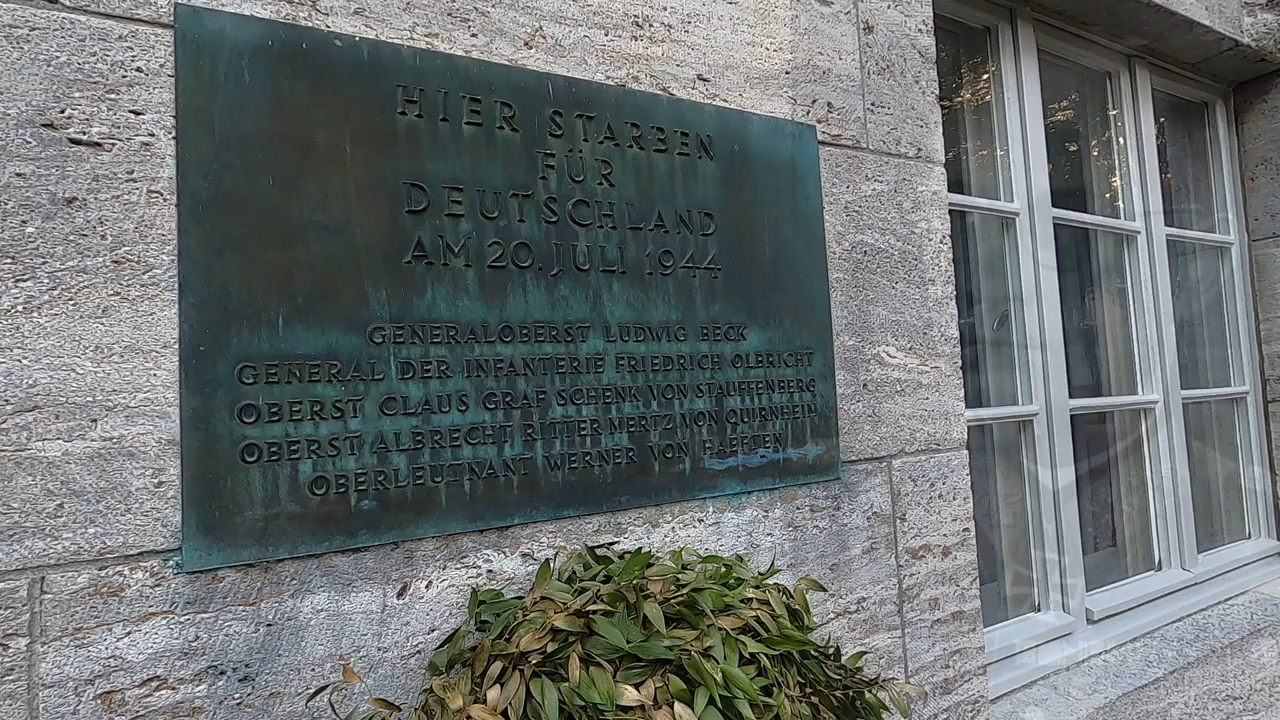 HIER STARBEN
FÜR
DEUTSCHLAND
AM 20. JULI 1944
GENERALOBERST LUDWIG BECK
GENERAL DER INFANTERIE FRIEDRICH OLBRICHT
OBERST CLAUS GRAF SCHENK VON STAUFFENBERG
OBERST ALBRECHT RITTER MERTZ VON QUIRNHEIM
OBERLEUTNANT WERNER VON HAEFTEN